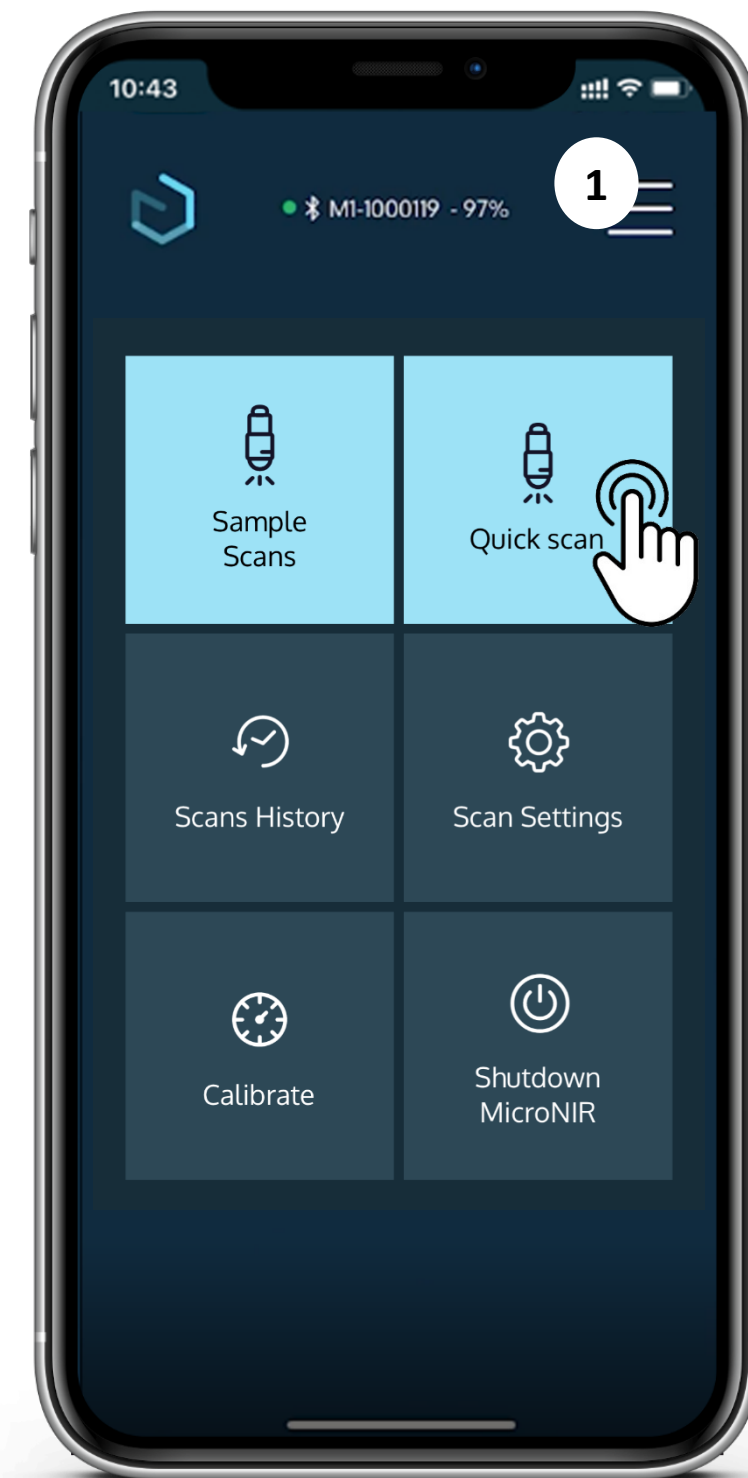 10:43
M1-1000119 - 97%
1
Sample
Scans
Quick scan
Scans History
Scan Settings
Calibrate
Shutdown
MicroNIR